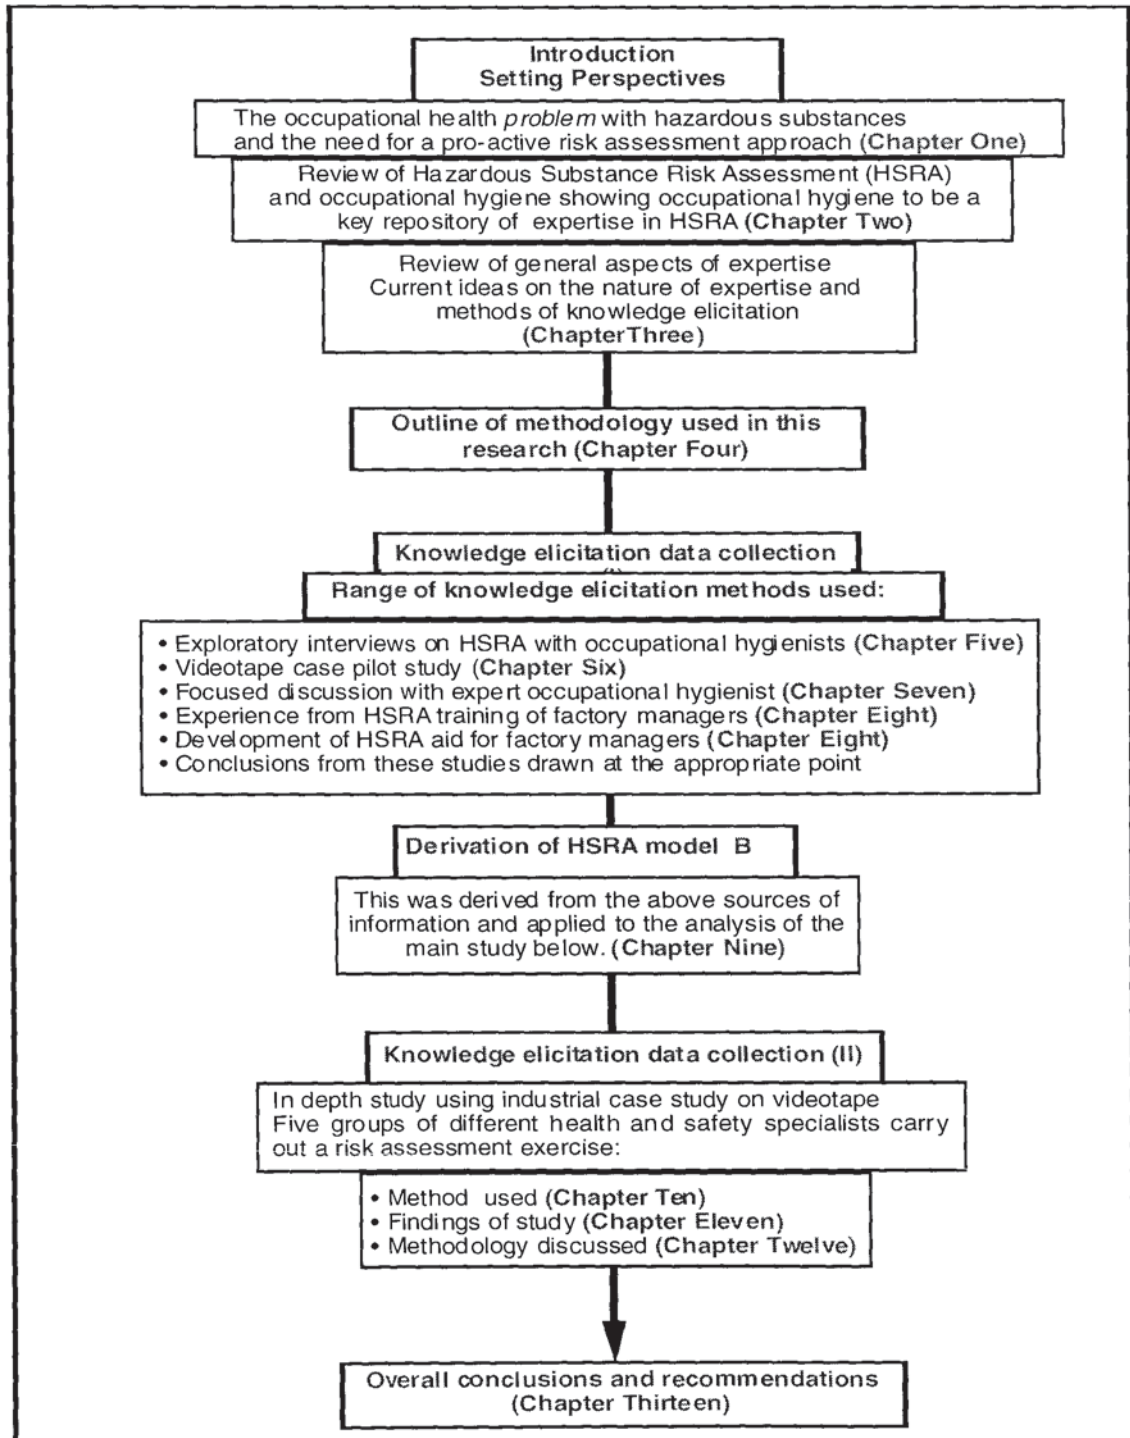 Introduction
Setting Perspectives
The occupational health problem with hazardous substances
and the need for a pro-active risk assessment approach (Chapter One)
Review of Hazardous Substance Risk Assessment (HSRA)
and occupational hygiene showing occupational hygiene to be a
key repository of expertise in HSRA (Chapter Two)
Review of general aspects of expertise
Current ideas on the nature of expertise and
methods of knowledge elicitation
(ChapterThree)
Outline of methodology used in this
research (Chapter Four)
Knowledge elicitation data collection
Range of knowledge elicitation methods used:
• Exploratory interviews on HSRA with occupational hygienists (Chapter Five)
• Videotape case pilot study (Chapter Six)
• Focused discussion with expert occupational hygienist (Chapter Seven)
• Experience from HSRA training of factory managers (Chapter Eight)
• Development of HSRA aid for factory managers (Chapter Eight)
• Conclusions from these studies drawn at the appropriate point
Derivation of HSRA model B
This was derived from the above sources of
information and applied to the analysis of the
main study below. (Chapter Nine)
Knowledge elicitation data collection (II)
In depth study using industrial case study on videotape
Five groups of different health and safety specialists carry
out a risk assessment exercise:
• Method used (Chapter Ten)
• Findings of study (Chapter Eleven)
• Methodology discussed (Chapter Twelve)
Overall conclusions and recommendations
(Chapter Thirteen)